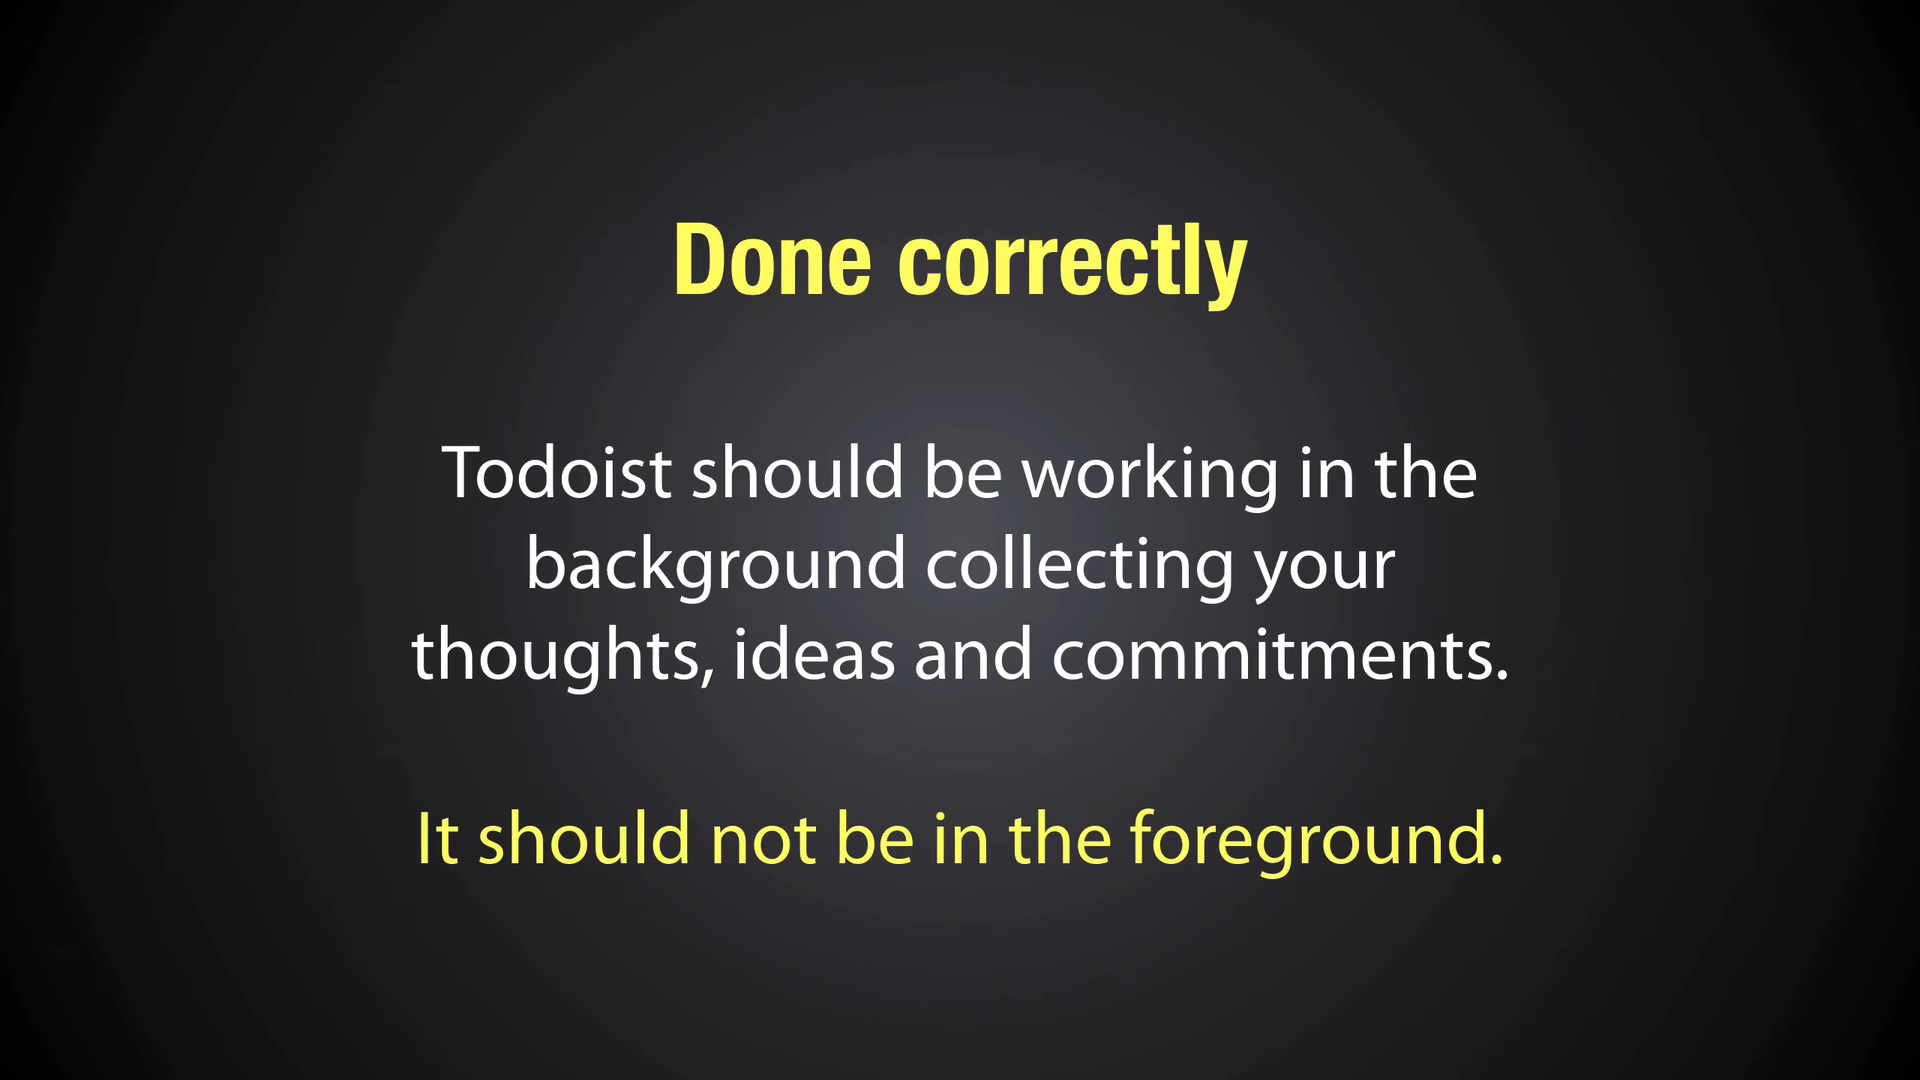 Done correctly
Todoist should be working in the
background collecting your
thoughts, ideas and commitments.
It should not be in the foreground.